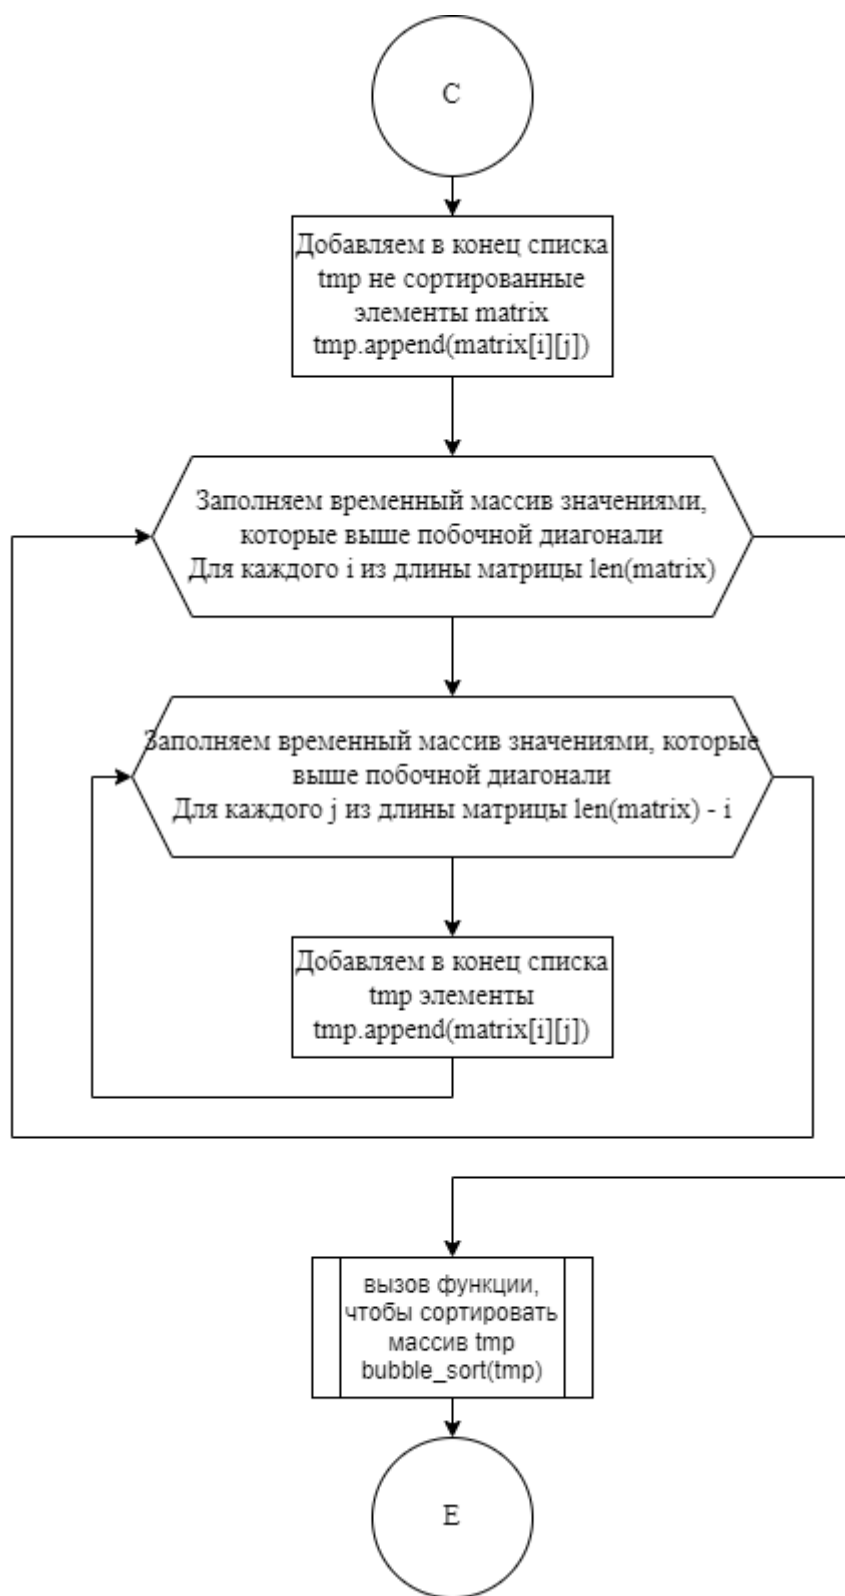 C
Добавляем в конец списка
tmp не сортированные
элементы matrix
tmp.append(matrix[i][j])
Заполняем временный массив значениями,
которые выше побочной диагонали
Для каждого i из длины матрицы len(matrix)
Заполняем временный массив значениями, которые
выше побочной диагонали
Для каждого j из длины матрицы len(matrix) - i
Добавляем в конец списка
tmp элементы
tmp.append(matrix[i][j])
вызов функции,
чтобы сортировать
массив tmp
bubble_sort(tmp)
E